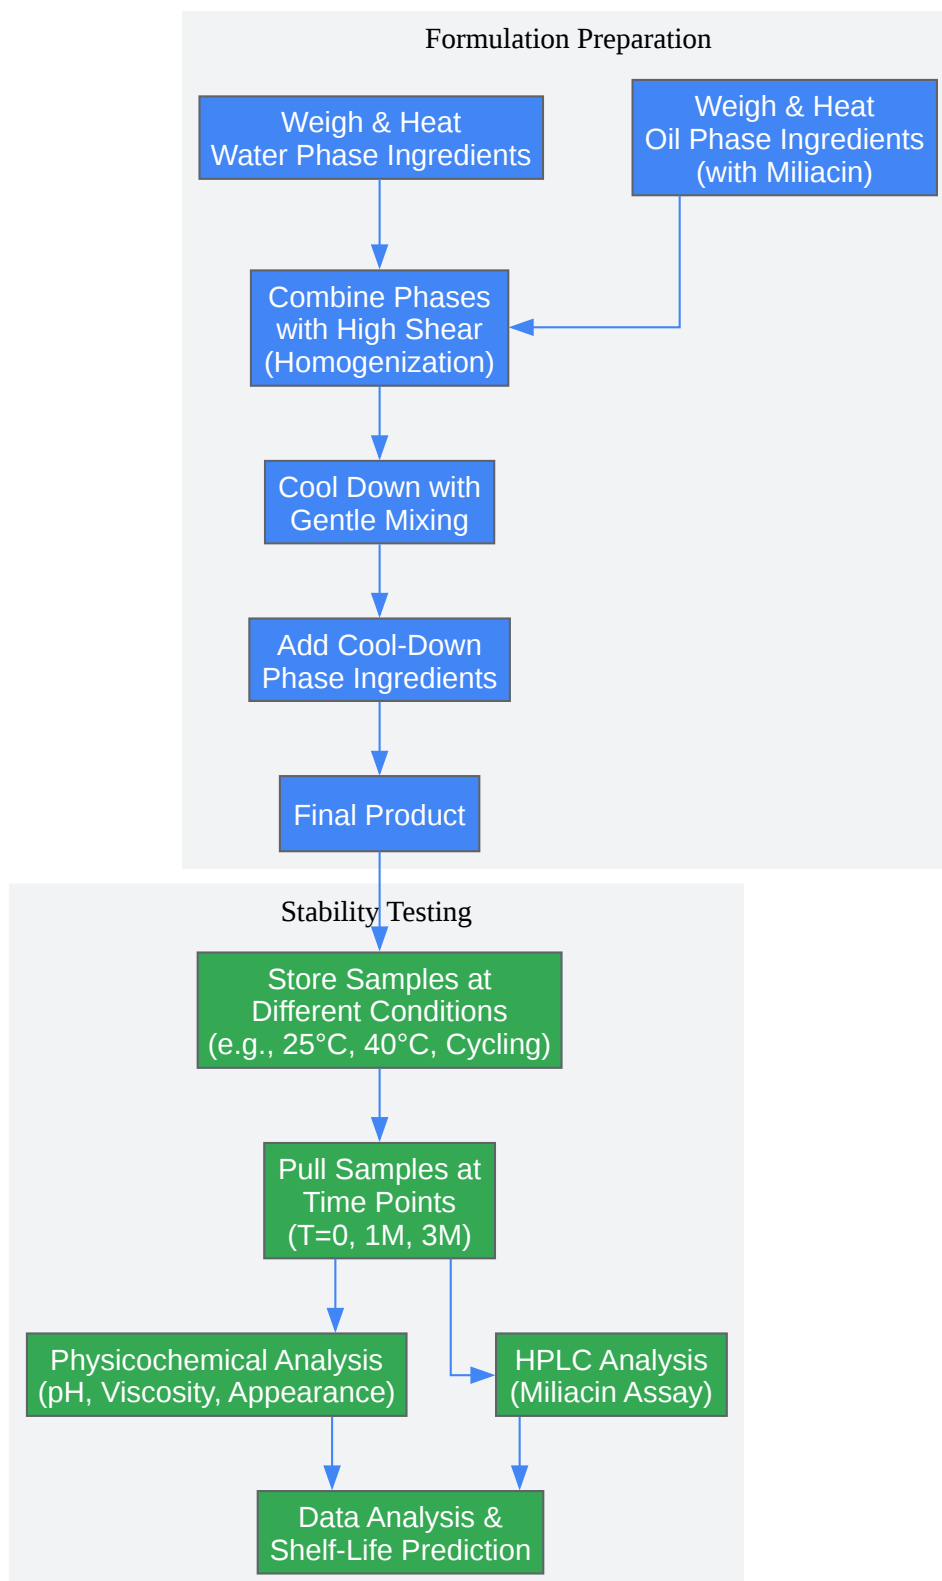 Formulation Preparation
Weigh & Heat
Water Phase Ingredients
Weigh & Heat
Oil Phase Ingredients
(with Miliacin)
Combine Phases
with High Shear
(Homogenization)
Cool Down with
Gentle Mixing
Add Cool-Down
Phase Ingredients
Final Product
Stability Testing
Store Samples at
Different Conditions
(e.g., 25°C, 40°C, Cycling)
Pull Samples at
Time Points
(T=0, 1M, 3M)
Physicochemical Analysis
(pH, Viscosity, Appearance)
HPLC Analysis
(Miliacin Assay)
Data Analysis &
Shelf-Life Prediction